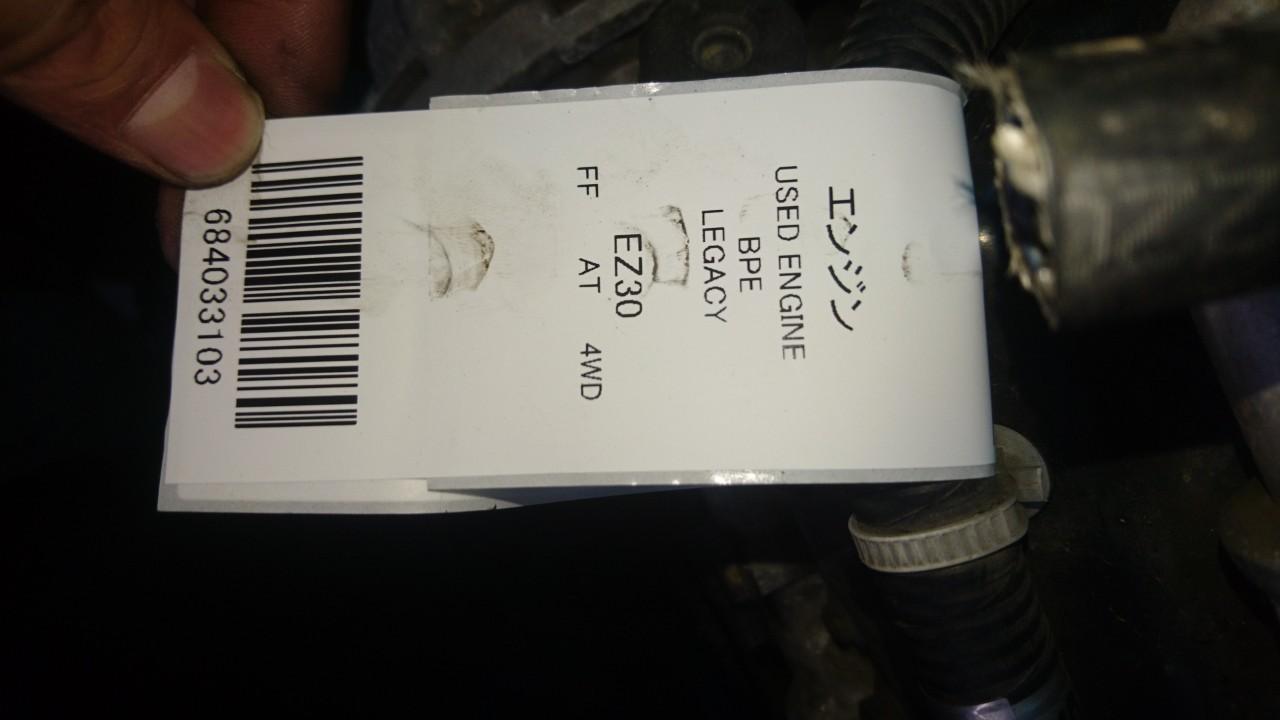 エンジン
USED ENGINE
BPE
LEGACY
EZ30
FF AT 4WD
684033103